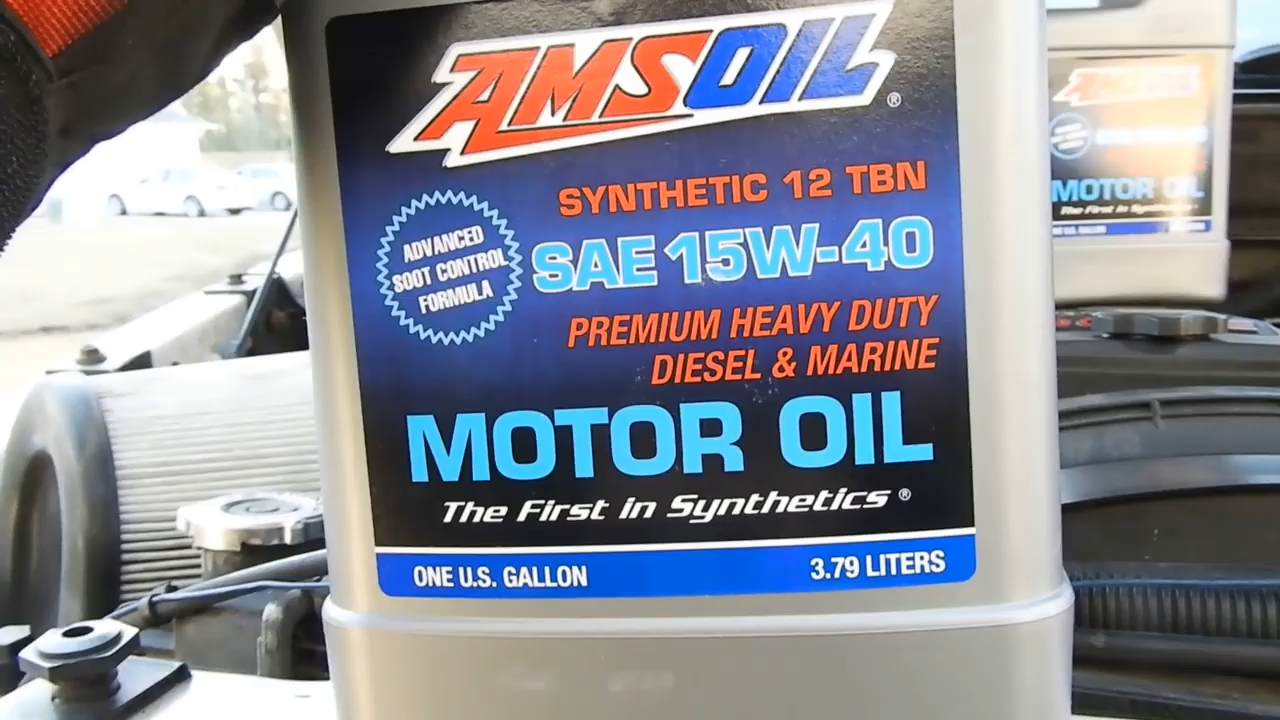 AMSOIL®
SYNTHETIC 12 TBN
ADVANCED
SOOT CONTROL
FORMULA
SAE 15W-40
PREMIUM HEAVY DUTY
DIESEL & MARINE
MOTOR OIL
The First in Synthetics®
ONE U.S. GALLON
3.79 LITERS
AMSOIL
MOTOR OIL
The First in Synthetics